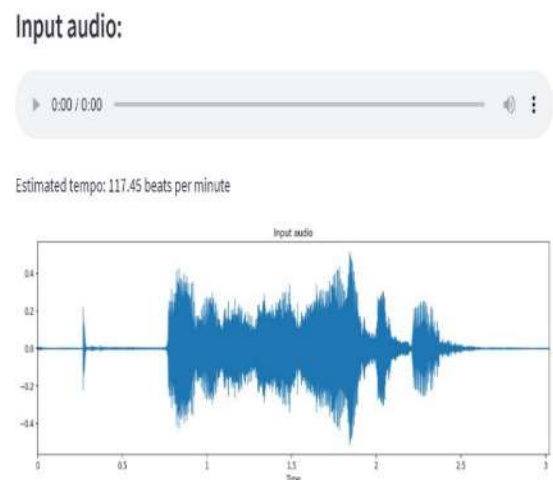 Input audio:
0:00 / 0:00
Estimated tempo: 117.45 beats per minute
Input audio
0.4
0.2
0.0
−0.2
−0.4
0 0.5 1 1.5 2 2.5 3
Time